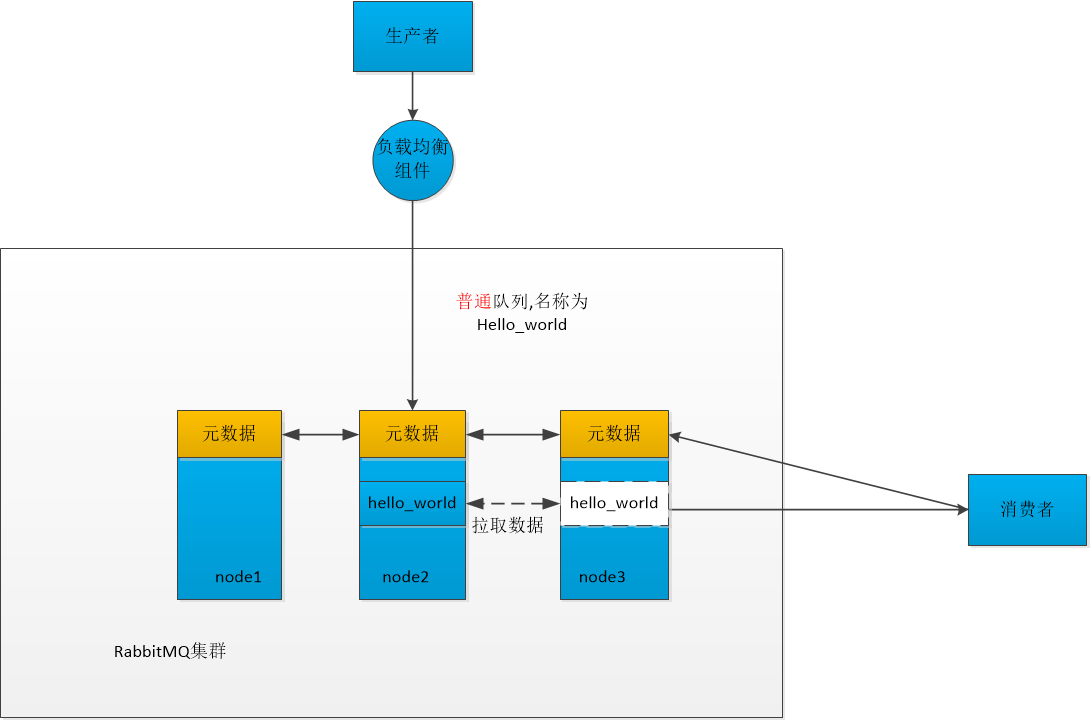 生产者
负载均衡
组件
普通队列,名称为
Hello_world
元数据
元数据
元数据
hello_world
hello_world
拉取数据
消费者
node1
node2
node3
RabbitMQ集群